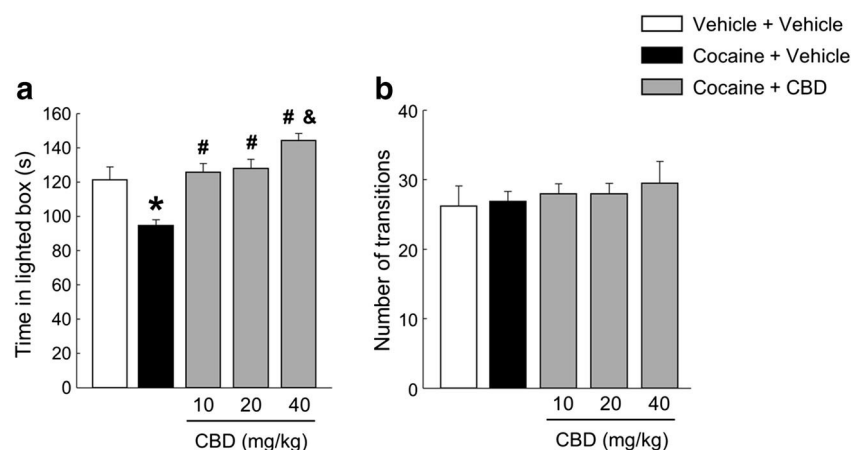 Vehicle + Vehicle
Cocaine + Vehicle
Cocaine + CBD
a
Time in lighted box (s)
160
140
120
100
80
60
40
20
0
*
#
#
# &
10 20 40
CBD (mg/kg)
b
Number of transitions
40
30
20
10
0
10 20 40
CBD (mg/kg)